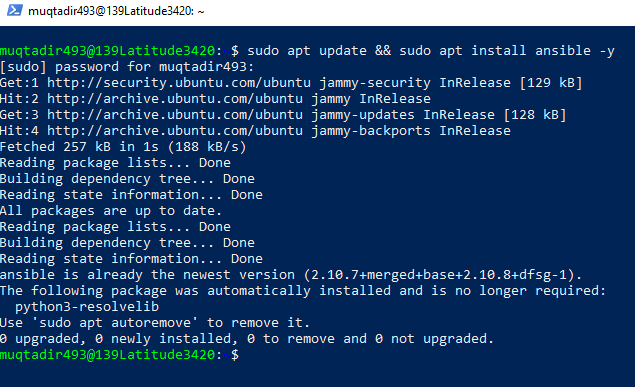 muqtadir493@139Latitude3420: ~
muqtadir493@139Latitude3420:~$ sudo apt update && sudo apt install ansible -y
[sudo] password for muqtadir493:
Get:1 http://security.ubuntu.com/ubuntu jammy-security InRelease [129 kB]
Hit:2 http://archive.ubuntu.com/ubuntu jammy InRelease
Get:3 http://archive.ubuntu.com/ubuntu jammy-updates InRelease [128 kB]
Hit:4 http://archive.ubuntu.com/ubuntu jammy-backports InRelease
Fetched 257 kB in 1s (188 kB/s)
Reading package lists... Done
Building dependency tree... Done
Reading state information... Done
All packages are up to date.
Reading package lists... Done
Building dependency tree... Done
Reading state information... Done
ansible is already the newest version (2.10.7+merged+base+2.10.8+dfsg-1).
The following package was automatically installed and is no longer required:
  python3-resolvelib
Use 'sudo apt autoremove' to remove it.
0 upgraded, 0 newly installed, 0 to remove and 0 not upgraded.
muqtadir493@139Latitude3420:~$